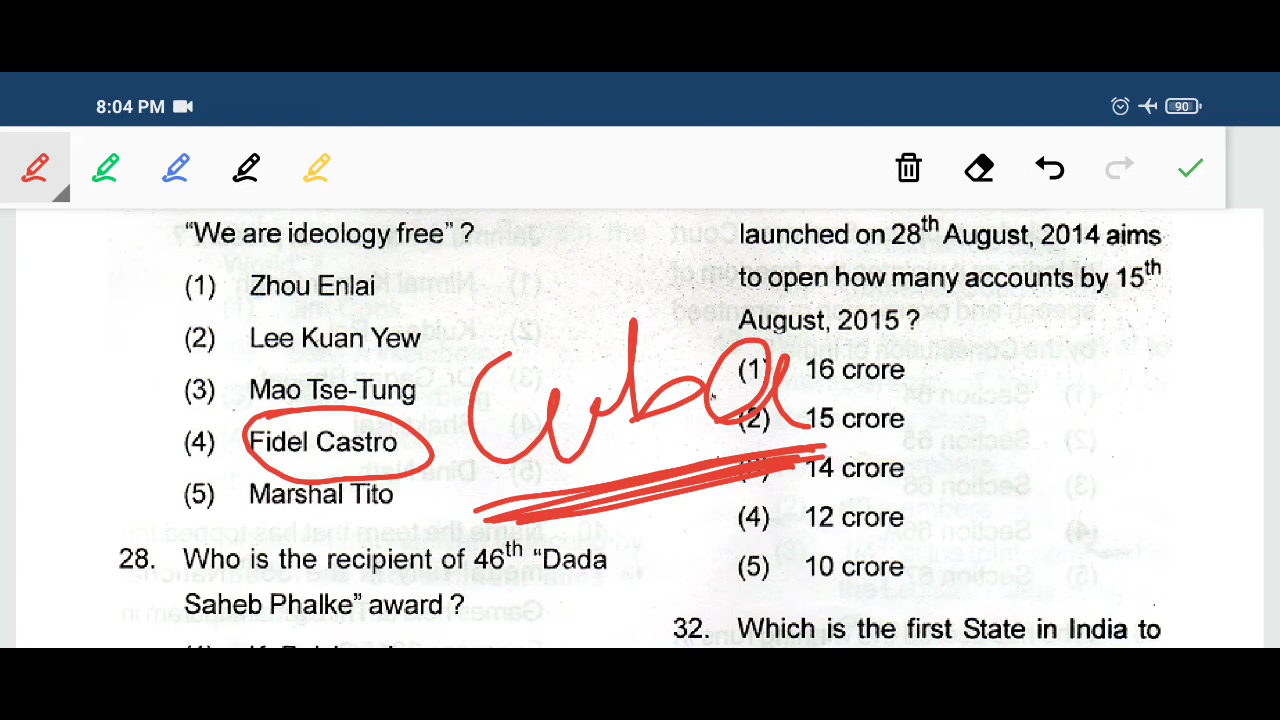 8:04 PM
90
"We are ideology free" ?
(1) Zhou Enlai
(2) Lee Kuan Yew
(3) Mao Tse-Tung
(4) Fidel Castro
(5) Marshal Tito
28. Who is the recipient of 46th "Dada
Saheb Phalke" award ?
Cuba
launched on 28th August, 2014 aims
to open how many accounts by 15th
August, 2015 ?
(1) 16 crore
(2) 15 crore
14 crore
(4) 12 crore
(5) 10 crore
32. Which is the first State in India to